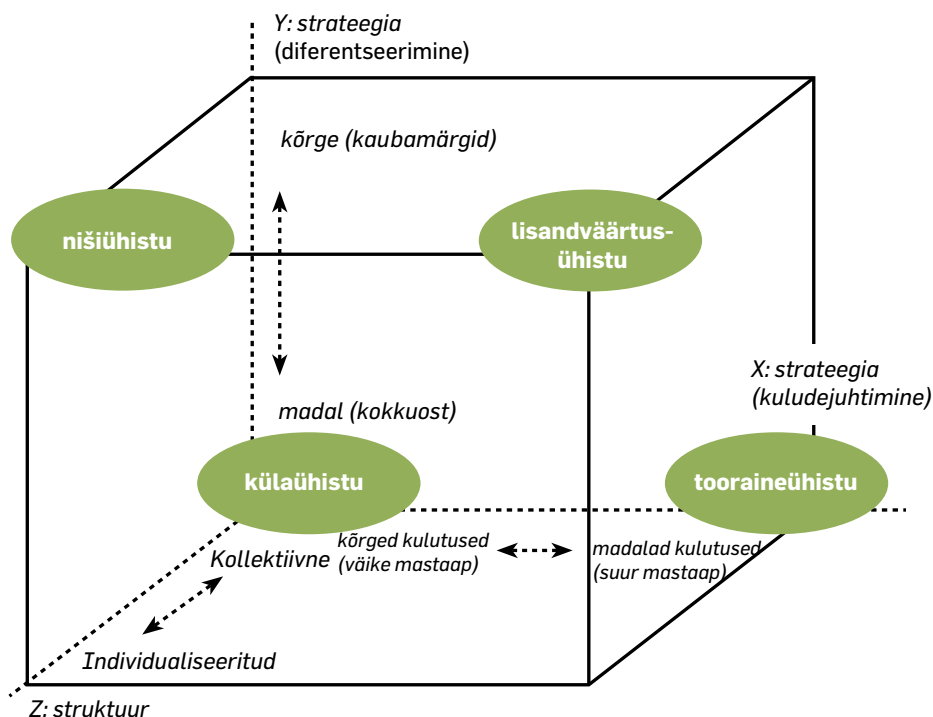 Y: strateegia
(diferentseerimine)
kõrge (kaubamärgid)
nišiühistu
lisandväärtus-
ühistu
X: strateegia
(kuludejuhtimine)
madal (kokkuost)
külaühistu
tooraineühistu
kõrged kulutused
(väike mastaap)
madalad kulutused
(suur mastaap)
Kollektiivne
Individualiseeritud
Z: struktuur